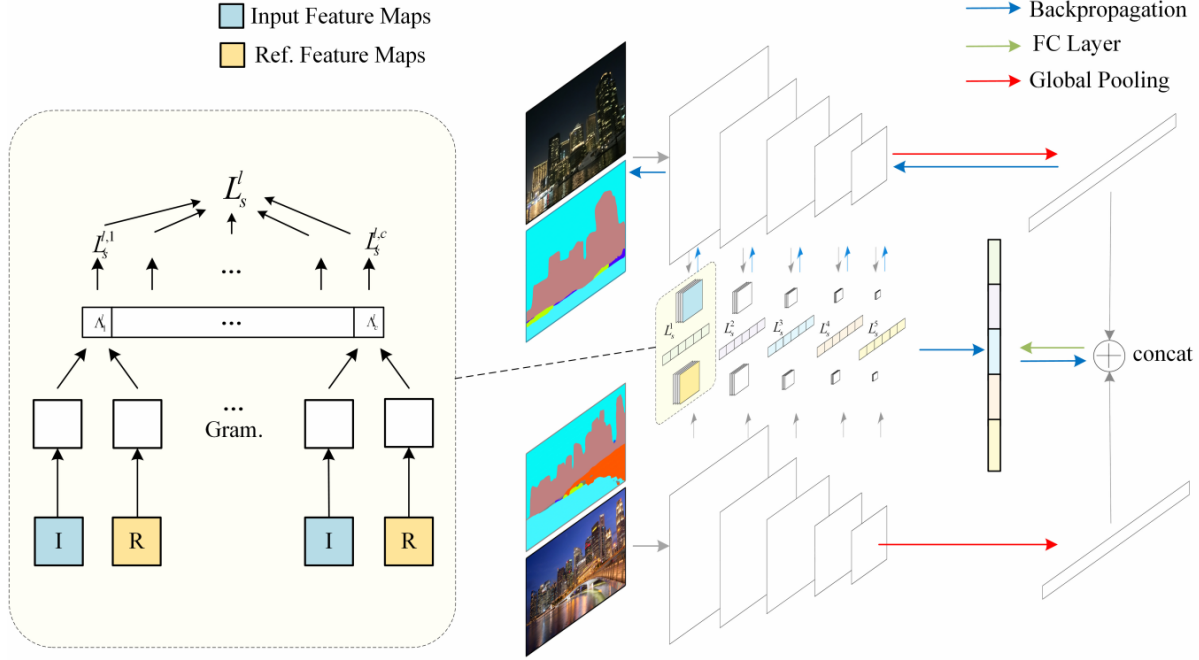 Input Feature Maps
Ref. Feature Maps
Backpropagation
FC Layer
Global Pooling
L_s^l
L_s^{l,1}
L_s^{l,c}
...
Λ_1^l ... Λ_c^l
...
Gram.
I R I R
L_s^1 L_s^2 L_s^3 L_s^4 L_s^5
concat